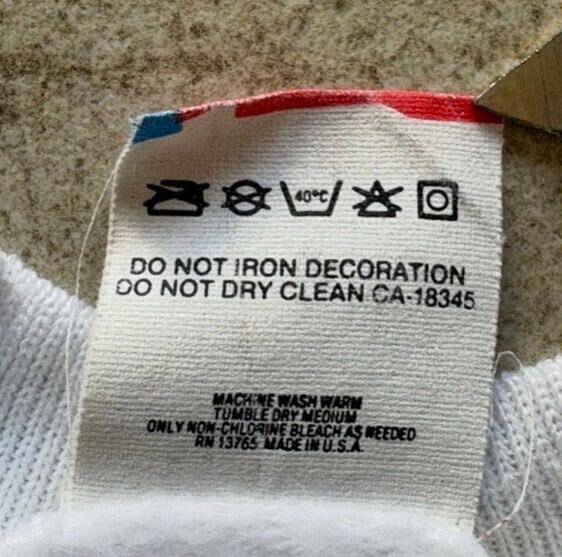 40°C
DO NOT IRON DECORATION
DO NOT DRY CLEAN CA-18345
MACHINE WASH WARM
TUMBLE DRY MEDIUM
ONLY NON-CHLORINE BLEACH AS NEEDED
RN 13765 MADE IN U.S.A.